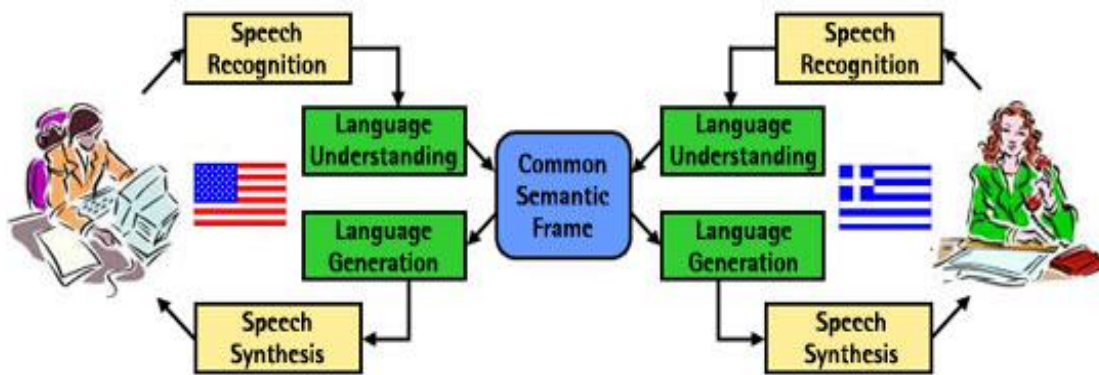 Speech
Recognition
Speech
Recognition
Language
Understanding
Common
Semantic
Frame
Language
Understanding
Language
Generation
Language
Generation
Speech
Synthesis
Speech
Synthesis